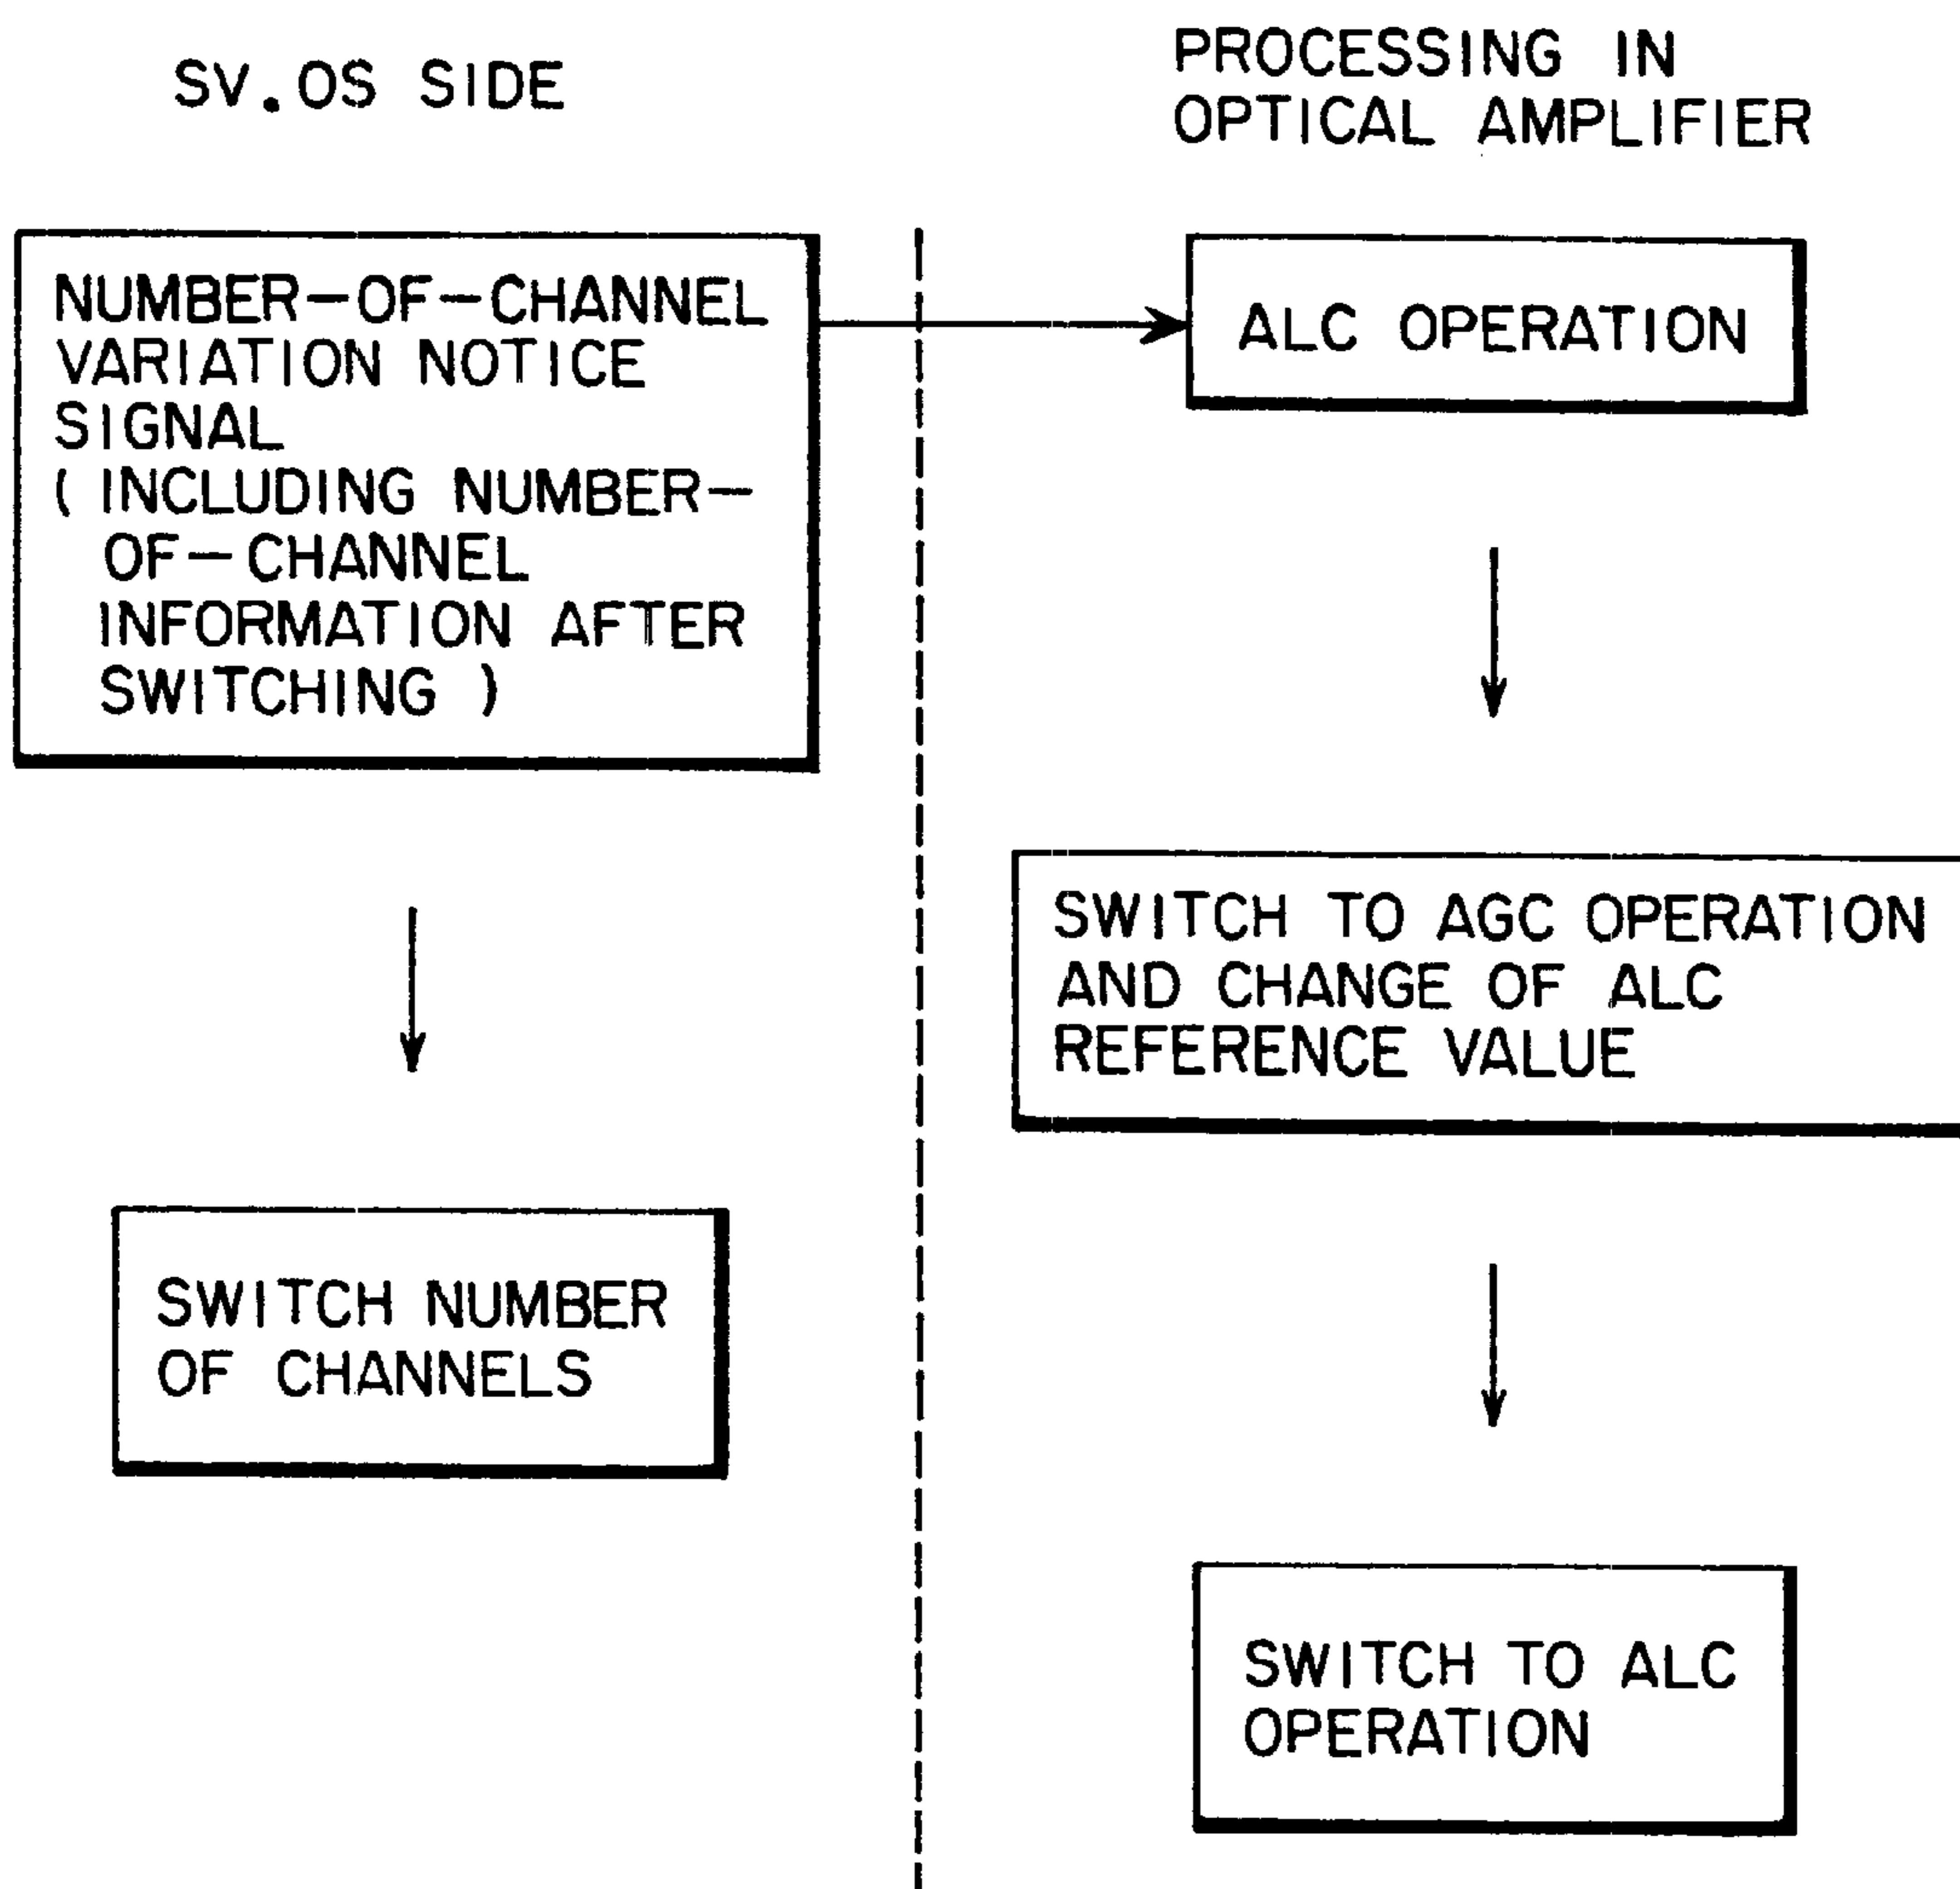 SV.OS SIDE
PROCESSING IN
OPTICAL AMPLIFIER
NUMBER-OF-CHANNEL
VARIATION NOTICE
SIGNAL
(INCLUDING NUMBER-
OF-CHANNEL
INFORMATION AFTER
SWITCHING )
ALC OPERATION
SWITCH TO AGC OPERATION
AND CHANGE OF ALC
REFERENCE VALUE
SWITCH NUMBER
OF CHANNELS
SWITCH TO ALC
OPERATION